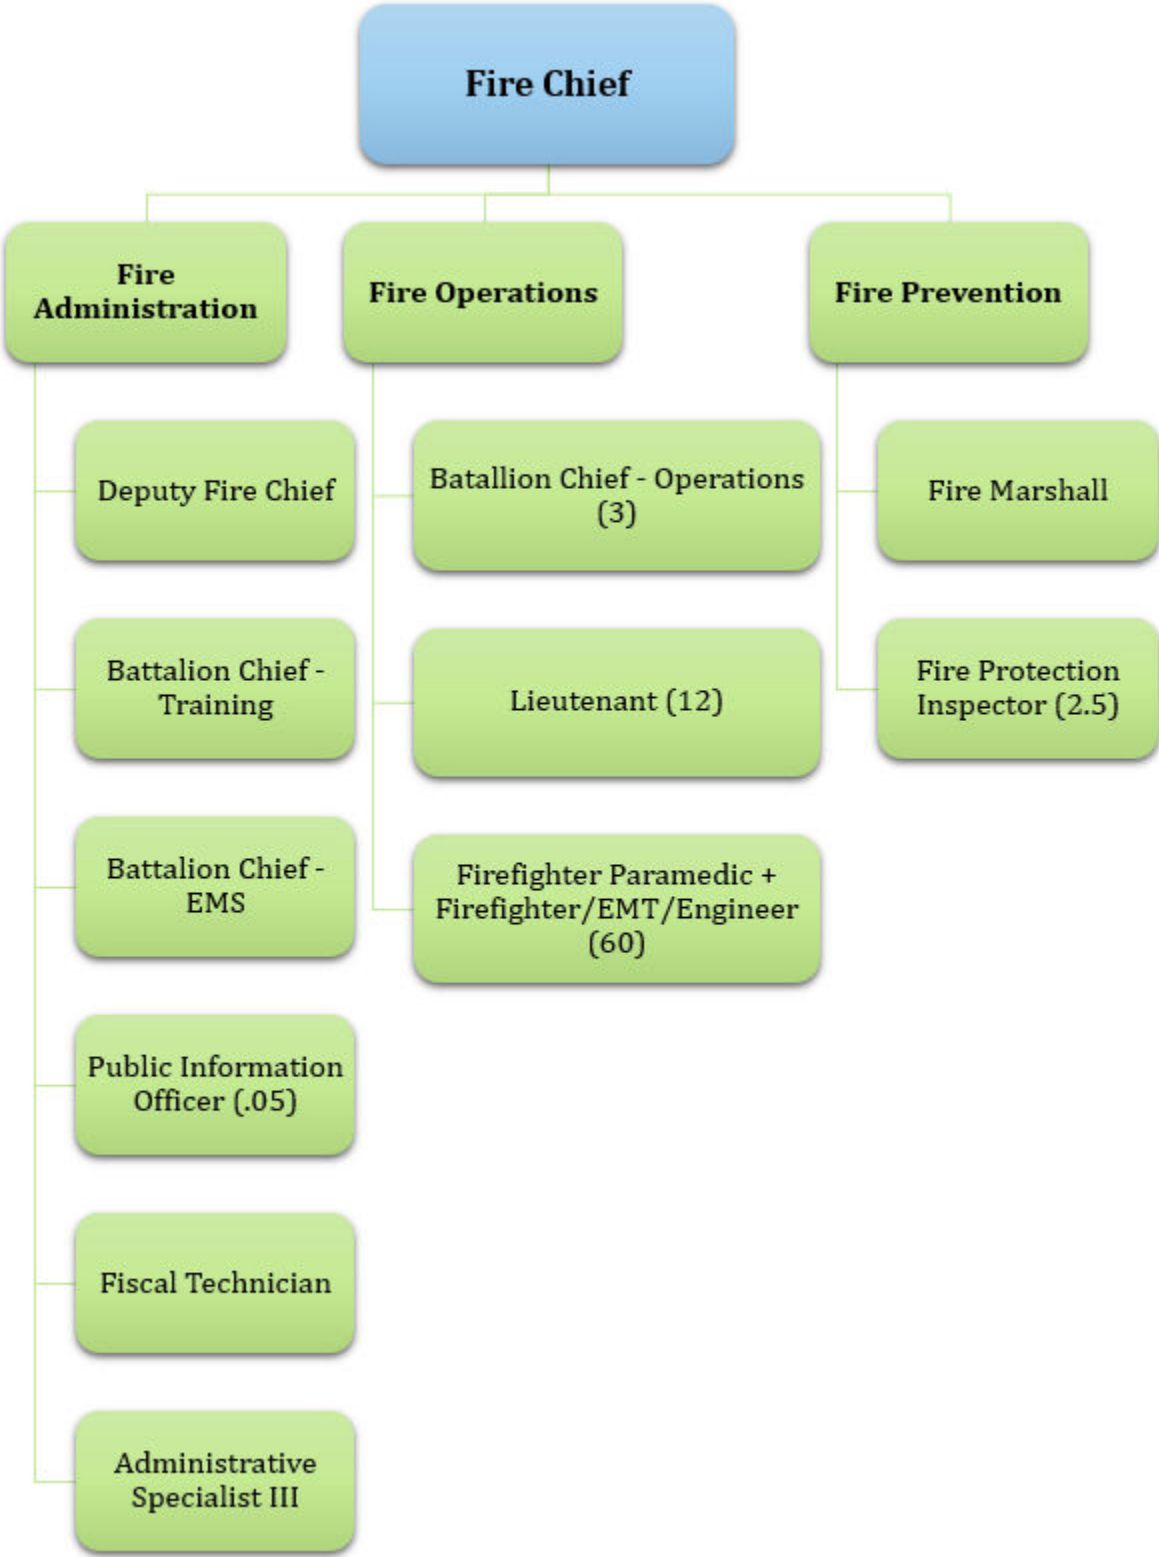 Fire Chief
Fire
Administration
Deputy Fire Chief
Battalion Chief -
Training
Battalion Chief -
EMS
Public Information
Officer (.05)
Fiscal Technician
Administrative
Specialist III
Fire Operations
Batallion Chief - Operations
(3)
Lieutenant (12)
Firefighter Paramedic +
Firefighter/EMT/Engineer
(60)
Fire Prevention
Fire Marshall
Fire Protection
Inspector (2.5)